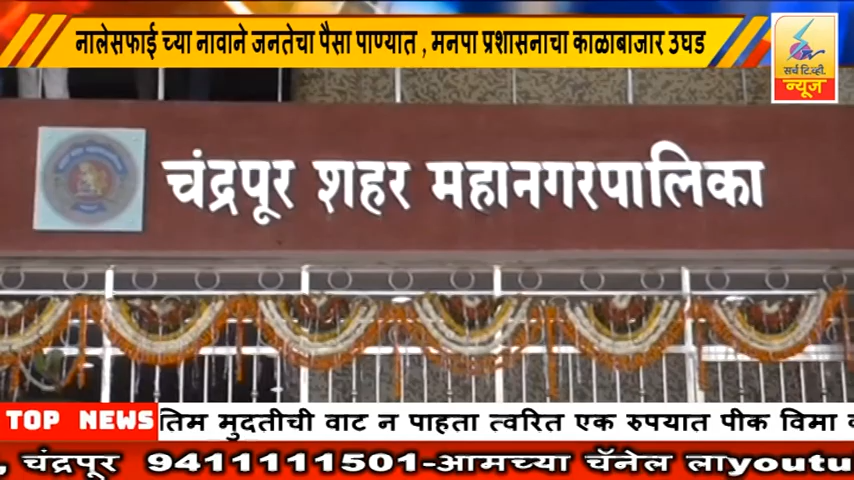 नालेसफाई च्या नावाने जनतेचा पैसा पाण्यात , मनपा प्रशासनाचा काळाबाजार उघड
सर्च टि.व्ही.
न्यूज
चंद्रपूर शहर महानगरपालिका
TOP NEWS तिम मुदतीची वाट न पाहता त्वरित एक रुपयात पीक विमा
, चंद्रपूर 9411111501-आमच्या चॅनेल लाyoutu